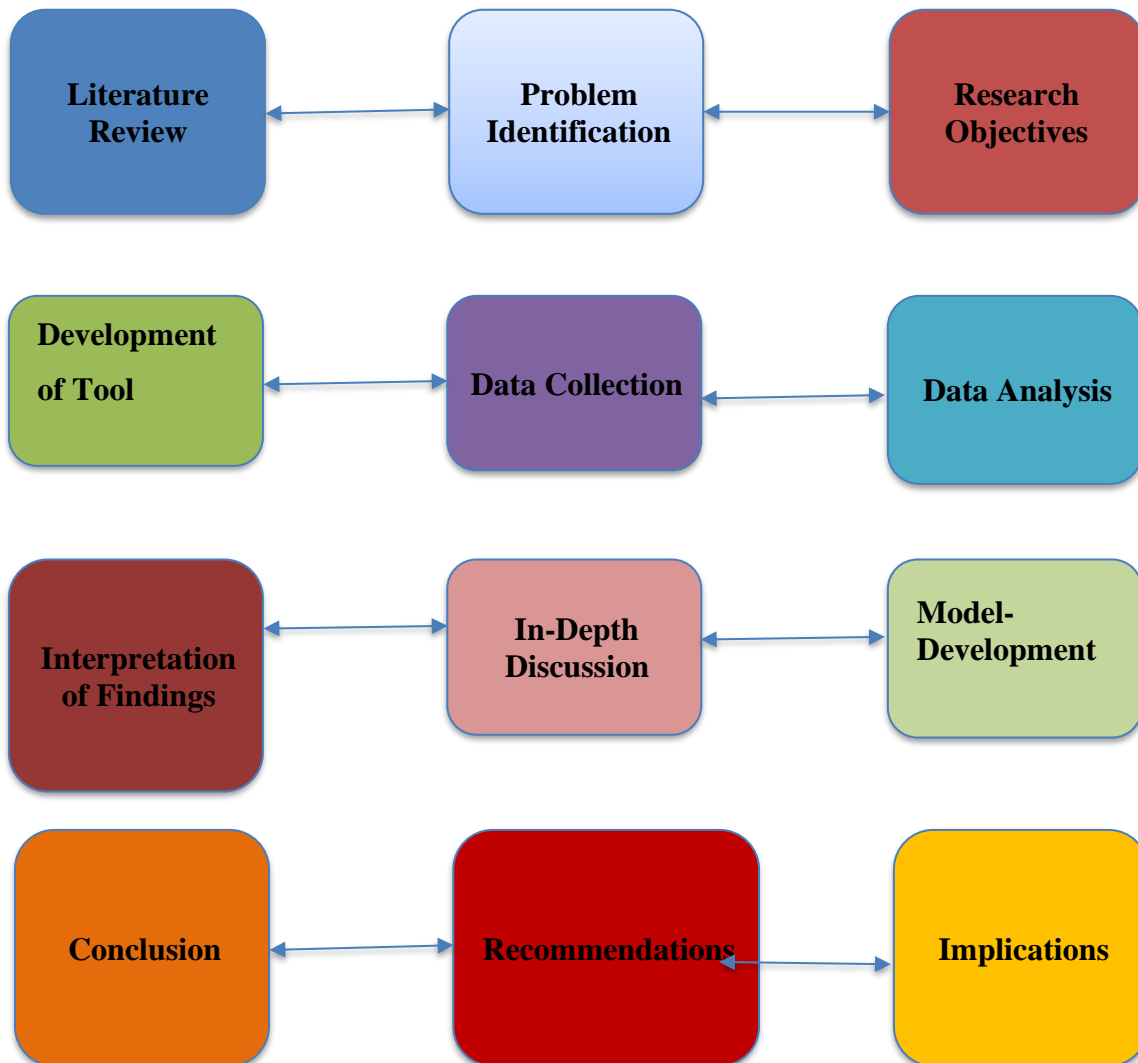 Literature
Review
Problem
Identification
Research
Objectives
Development
of Tool
Data Collection
Data Analysis
Interpretation
of Findings
In-Depth
Discussion
Model-
Development
Conclusion
Recommendations
Implications